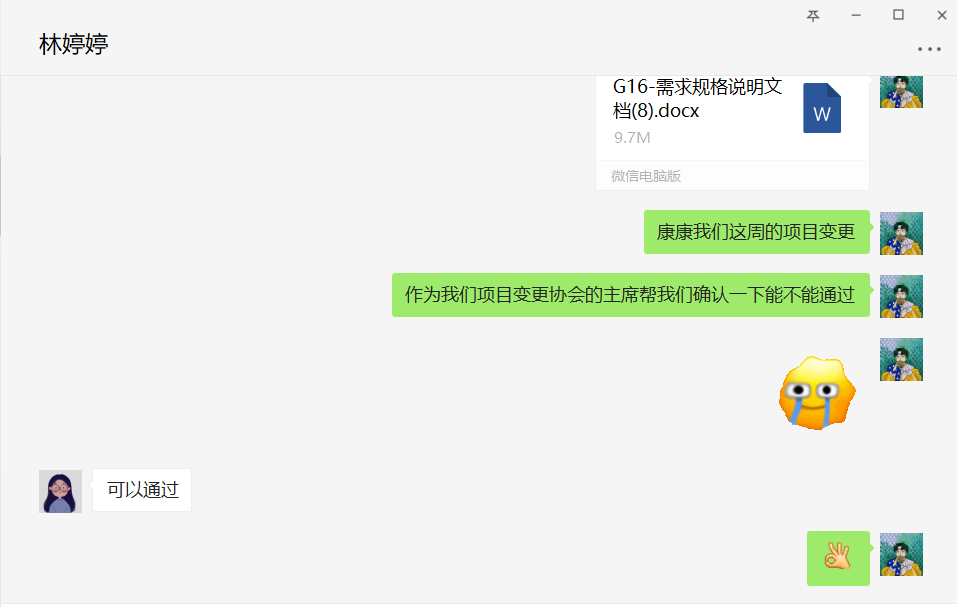 林婷婷
G16-需求规格说明文
档(8).docx
W
9.7M
微信电脑版
康康我们这周的项目变更
作为我们项目变更协会的主席帮我们确认一下能不能通过
可以通过